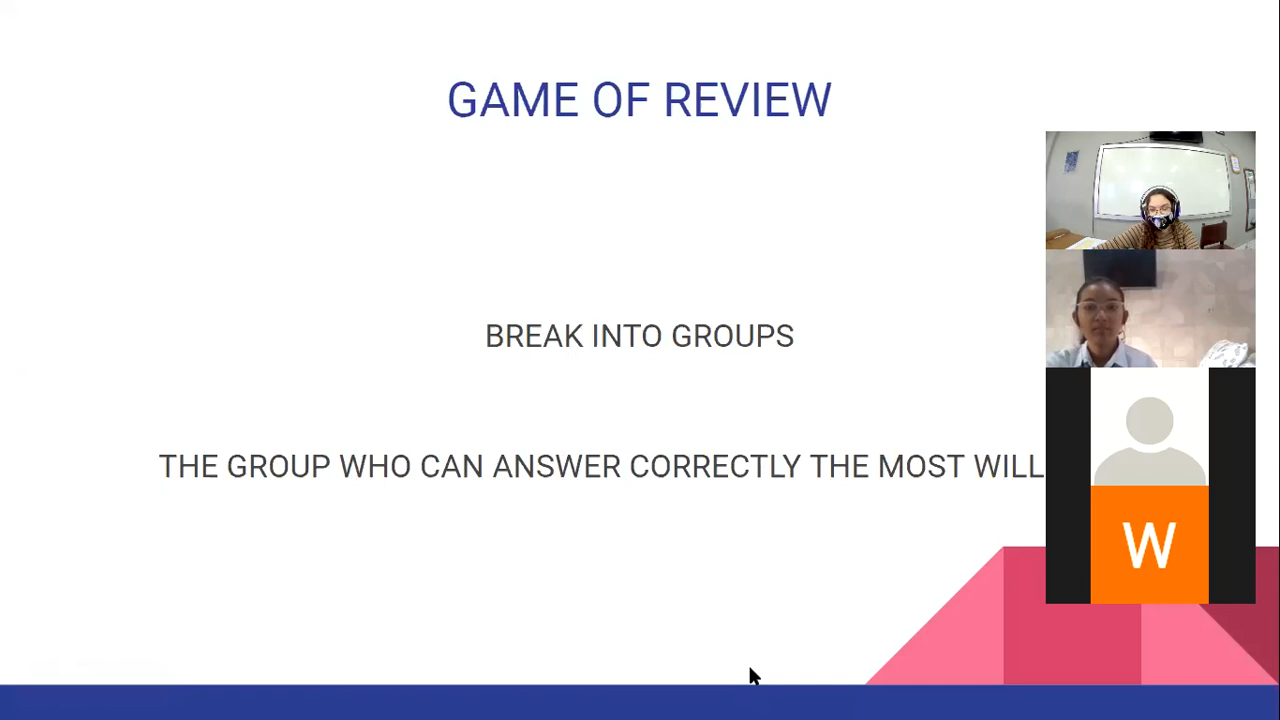 GAME OF REVIEW
BREAK INTO GROUPS
THE GROUP WHO CAN ANSWER CORRECTLY THE MOST WILL
W